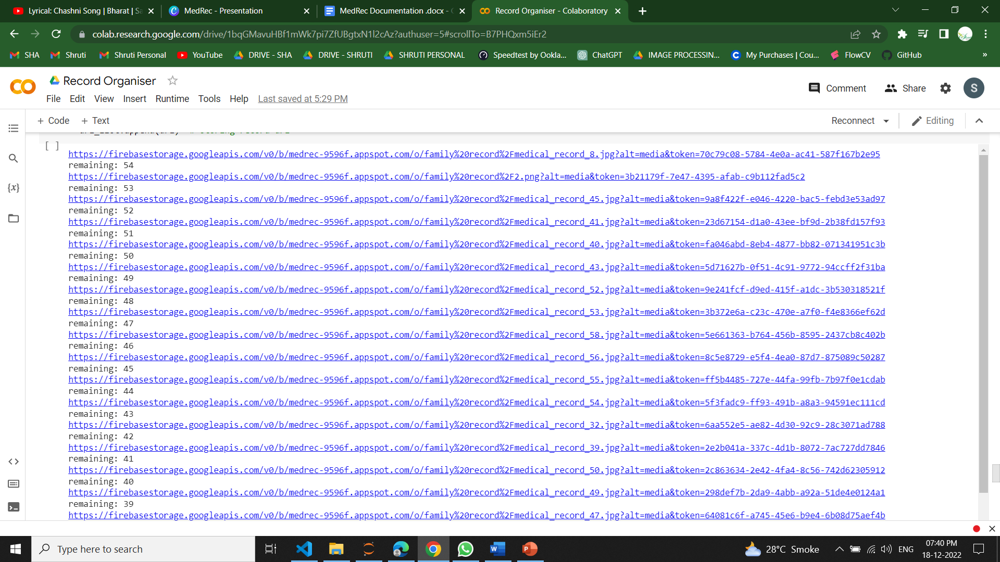 Lyrical: Chashni Song | Bharat | Sa
MedRec - Presentation
MedRec Documentation .docx -
Record Organiser - Colaboratory
colab.research.google.com/drive/1bqGMavuHBf1mWk7pi7ZfUBgtxN1l2cAz?authuser=5#scrollTo=B7PHQxm5iEr2
SHA Shruti Shruti Personal YouTube DRIVE - SHA DRIVE - SHRUTI SHRUTI PERSONAL Speedtest by Ookla... ChatGPT IMAGE PROCESSIN... My Purchases | Cou... FlowCV GitHub »
Record Organiser
Comment Share S
File Edit View Insert Runtime Tools Help Last saved at 5:29 PM
+ Code + Text
Reconnect Editing
{x}
[ ]
https://firebasestorage.googleapis.com/v0/b/medrec-9596f.appspot.com/o/family%20record%2Fmedical_record_8.jpg?alt=media&token=70c79c08-5784-4e0a-ac41-587f167b2e95
remaining: 54
https://firebasestorage.googleapis.com/v0/b/medrec-9596f.appspot.com/o/family%20record%2F2.png?alt=media&token=3b21179f-7e47-4395-afab-c9b112fad5c2
remaining: 53
https://firebasestorage.googleapis.com/v0/b/medrec-9596f.appspot.com/o/family%20record%2Fmedical_record_45.jpg?alt=media&token=9a8f422f-e046-4220-bac5-febd3e53ad97
remaining: 52
https://firebasestorage.googleapis.com/v0/b/medrec-9596f.appspot.com/o/family%20record%2Fmedical_record_41.jpg?alt=media&token=23d67154-d1a0-43ee-bf9d-2b38fd157f93
remaining: 51
https://firebasestorage.googleapis.com/v0/b/medrec-9596f.appspot.com/o/family%20record%2Fmedical_record_40.jpg?alt=media&token=fa046abd-8eb4-4877-bb82-071341951c3b
remaining: 50
https://firebasestorage.googleapis.com/v0/b/medrec-9596f.appspot.com/o/family%20record%2Fmedical_record_43.jpg?alt=media&token=5d71627b-0f51-4c91-9772-94ccff2f31ba
remaining: 49
https://firebasestorage.googleapis.com/v0/b/medrec-9596f.appspot.com/o/family%20record%2Fmedical_record_52.jpg?alt=media&token=9e241fcf-d9ed-415f-a1dc-3b530318521f
remaining: 48
https://firebasestorage.googleapis.com/v0/b/medrec-9596f.appspot.com/o/family%20record%2Fmedical_record_53.jpg?alt=media&token=3b372e6a-c23c-470e-a7f0-f4e8366ef62d
remaining: 47
https://firebasestorage.googleapis.com/v0/b/medrec-9596f.appspot.com/o/family%20record%2Fmedical_record_58.jpg?alt=media&token=5e661363-b764-456b-8595-2437cb8c402b
remaining: 46
https://firebasestorage.googleapis.com/v0/b/medrec-9596f.appspot.com/o/family%20record%2Fmedical_record_56.jpg?alt=media&token=8c5e8729-e5f4-4ea0-87d7-875089c50287
remaining: 45
https://firebasestorage.googleapis.com/v0/b/medrec-9596f.appspot.com/o/family%20record%2Fmedical_record_55.jpg?alt=media&token=ff5b4485-727e-44fa-99fb-7b97f0e1cdab
remaining: 44
https://firebasestorage.googleapis.com/v0/b/medrec-9596f.appspot.com/o/family%20record%2Fmedical_record_54.jpg?alt=media&token=5f3fadc9-ff93-491b-a8a3-94591ec111cd
remaining: 43
https://firebasestorage.googleapis.com/v0/b/medrec-9596f.appspot.com/o/family%20record%2Fmedical_record_32.jpg?alt=media&token=6aa552e5-ae82-4d30-92c9-28c3071ad788
remaining: 42
https://firebasestorage.googleapis.com/v0/b/medrec-9596f.appspot.com/o/family%20record%2Fmedical_record_39.jpg?alt=media&token=2e2b041a-337c-4d1b-8072-7ac727dd7846
remaining: 41
https://firebasestorage.googleapis.com/v0/b/medrec-9596f.appspot.com/o/family%20record%2Fmedical_record_50.jpg?alt=media&token=2c863634-2e42-4fa4-8c56-742d62305912
remaining: 40
https://firebasestorage.googleapis.com/v0/b/medrec-9596f.appspot.com/o/family%20record%2Fmedical_record_49.jpg?alt=media&token=298def7b-2da9-4abb-a92a-51de4e0124a1
remaining: 39
https://firebasestorage.googleapis.com/v0/b/medrec-9596f.appspot.com/o/family%20record%2Fmedical_record_47.jpg?alt=media&token=64081c6f-a745-45e6-b9e4-6b08d75aef4b
Type here to search
28°C Smoke
ENG
07:40 PM
18-12-2022